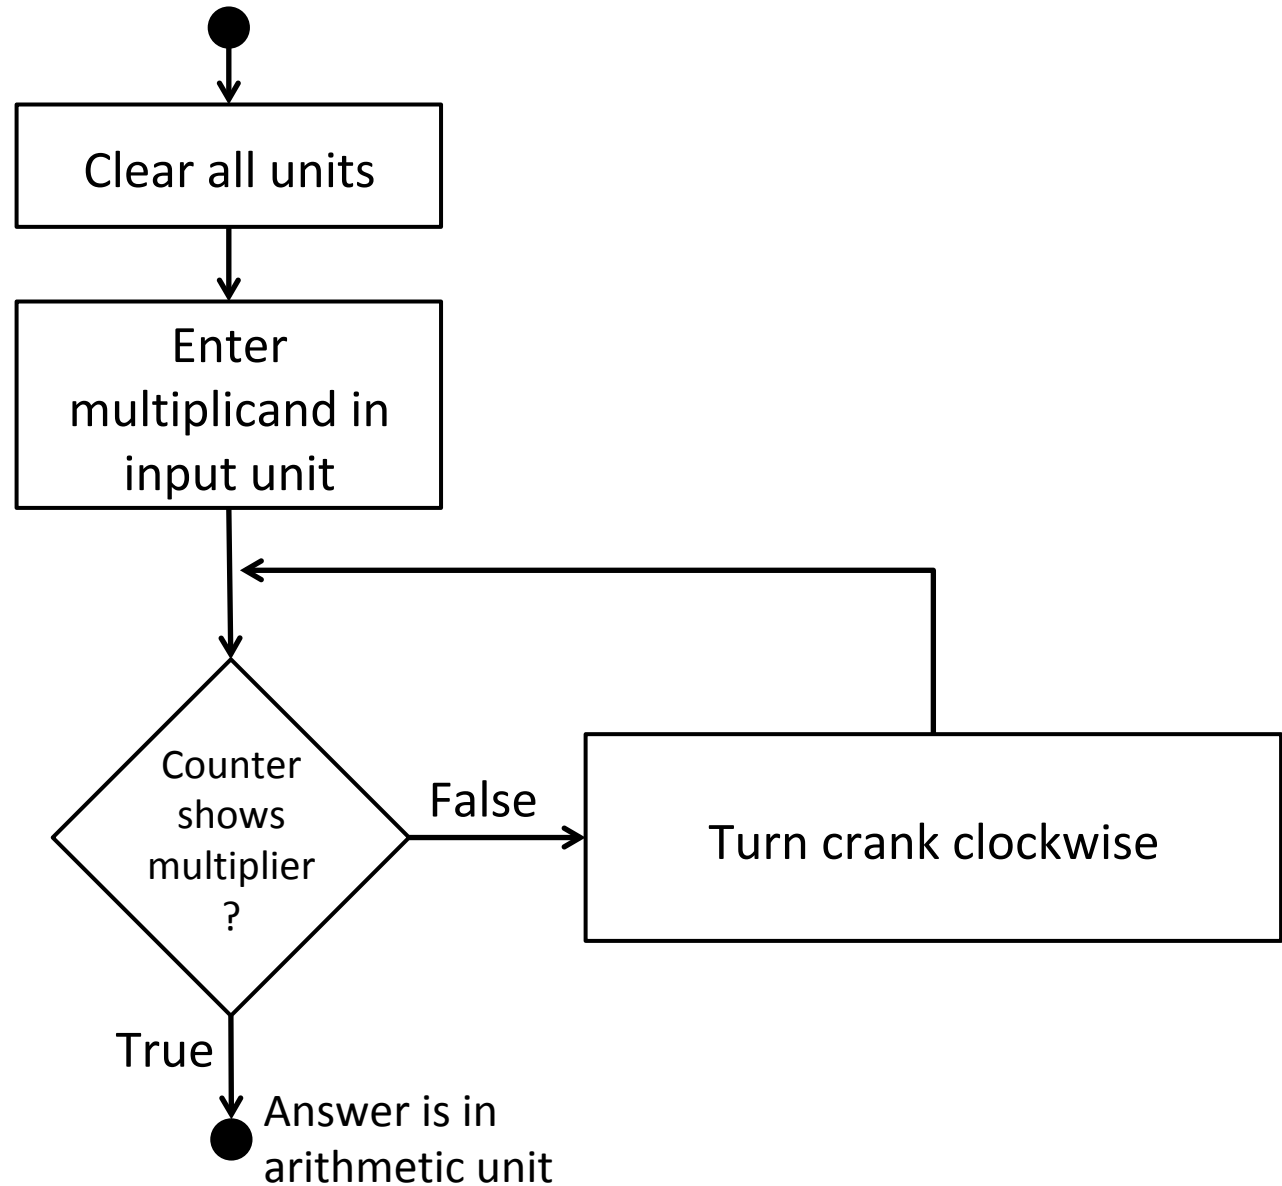 Clear all units
Enter
multiplicand in
input unit
Counter
shows
multiplier
?
False
Turn crank clockwise
True
Answer is in
arithmetic unit